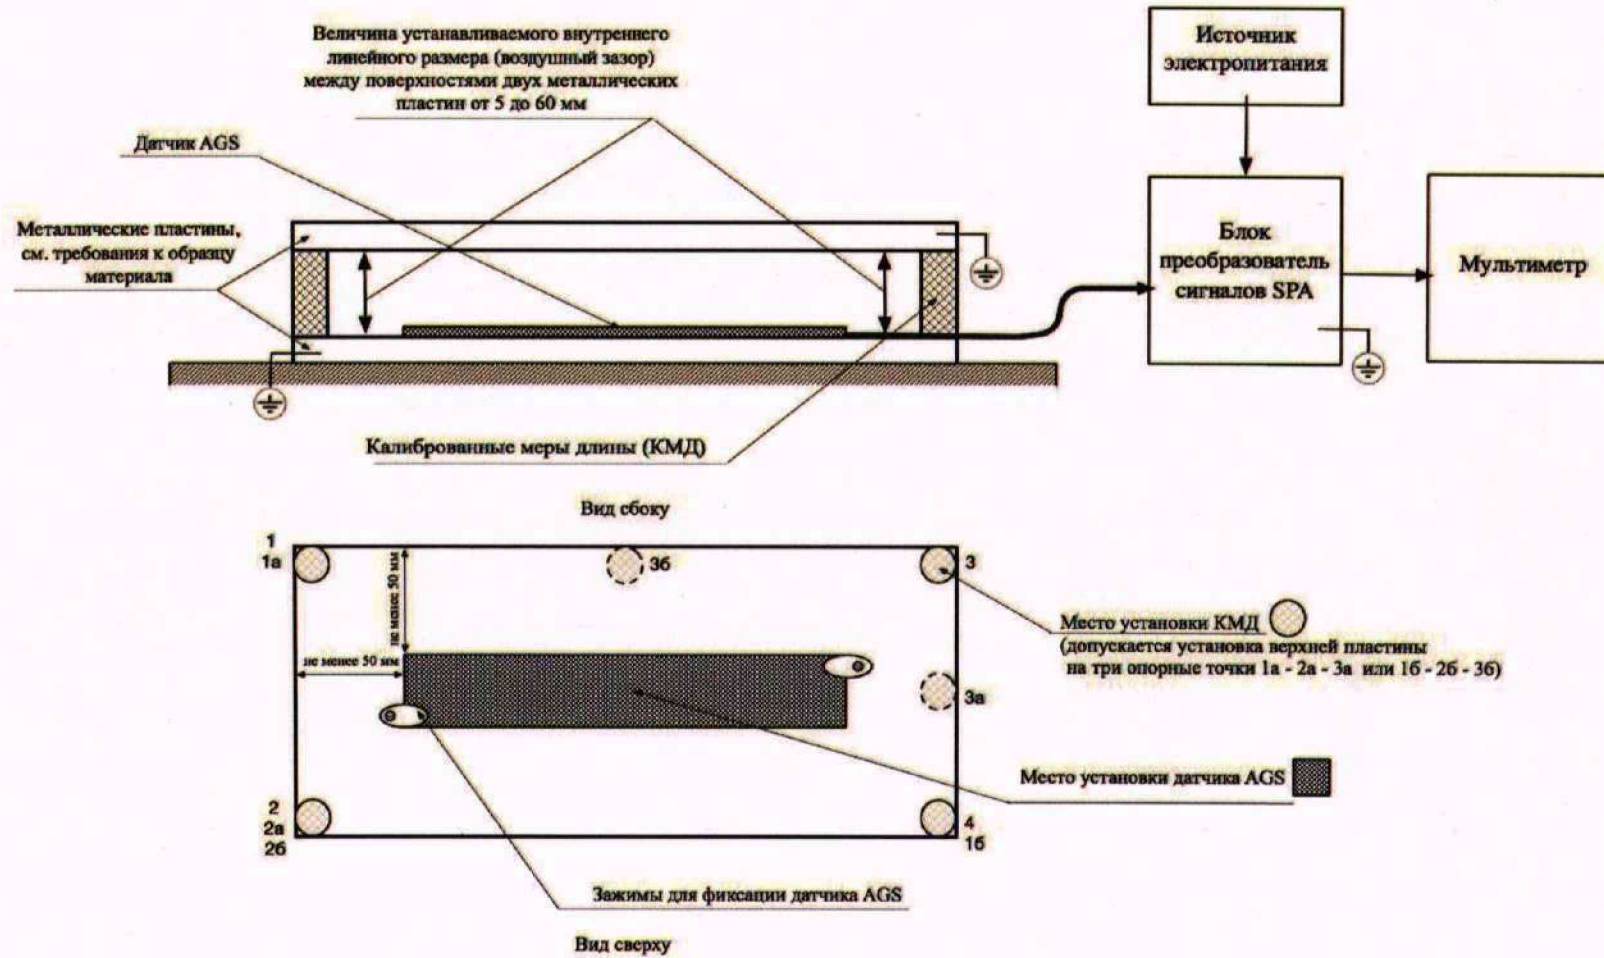 Величина устанавливаемого внутреннего
линейного размера (воздушный зазор)
между поверхностями двух металлических
пластин от 5 до 60 мм
Источник
электропитания
Датчик AGS
Металлические пластины,
см. требования к образцу
материала
Блок
преобразователь
сигналов SPA
Мультиметр
Калиброванные меры длины (КМД)
Вид сбоку
1
1а
3б
3
не менее 50 мм
не менее 50 мм
Место установки КМД
(допускается установка верхней пластины
на три опорные точки 1а - 2а - 3а или 1б - 2б - 3б)
3а
Место установки датчика AGS
2
2а
2б
4
1б
Зажимы для фиксации датчика AGS
Вид сверху